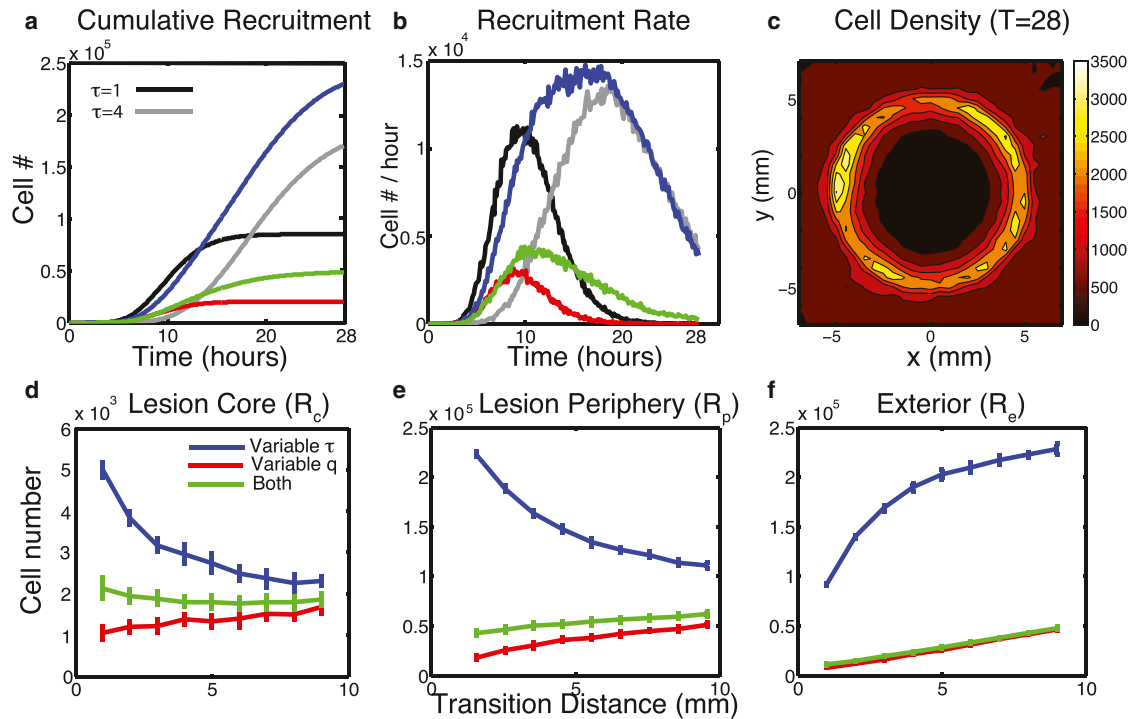 a Cumulative Recruitment
x 10^5
2.5
2
1.5
1
0.5
0
0 10 20 28
τ=1
τ=4
Cell #
Time (hours)
b Recruitment Rate
x 10^4
1.5
1.0
0.5
0
0 10 20 28
Cell # / hour
Time (hours)
c Cell Density (T=28)
5
0
−5
−5 0 5
y (mm)
x (mm)
3500
3000
2500
2000
1500
1000
500
0
d Lesion Core (R_c)
x 10^3
6
5
4
3
2
1
0
0 5 10
Variable τ
Variable q
Both
Cell number
e Lesion Periphery (R_p)
x 10^5
2.5
2
1.5
1
0.5
0
0 5 10
Transition Distance (mm)
f Exterior (R_e)
x 10^5
2.5
2
1.5
1
0.5
0
0 5 10